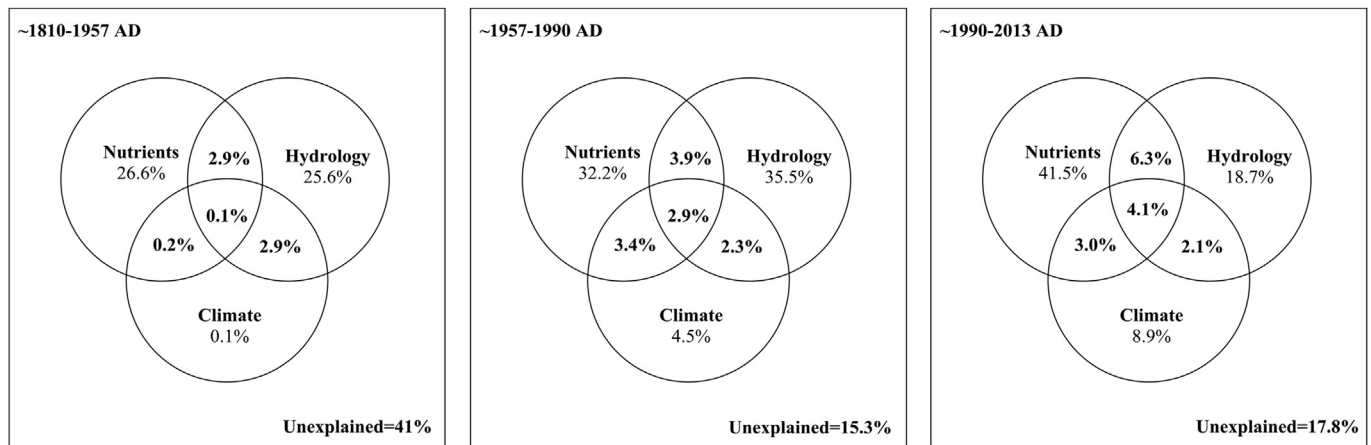 ~1810-1957 AD
Nutrients
26.6%
2.9%
Hydrology
25.6%
0.1%
0.2%
2.9%
Climate
0.1%
Unexplained=41%
~1957-1990 AD
Nutrients
32.2%
3.9%
Hydrology
35.5%
2.9%
3.4%
2.3%
Climate
4.5%
Unexplained=15.3%
~1990-2013 AD
Nutrients
41.5%
6.3%
Hydrology
18.7%
4.1%
3.0%
2.1%
Climate
8.9%
Unexplained=17.8%